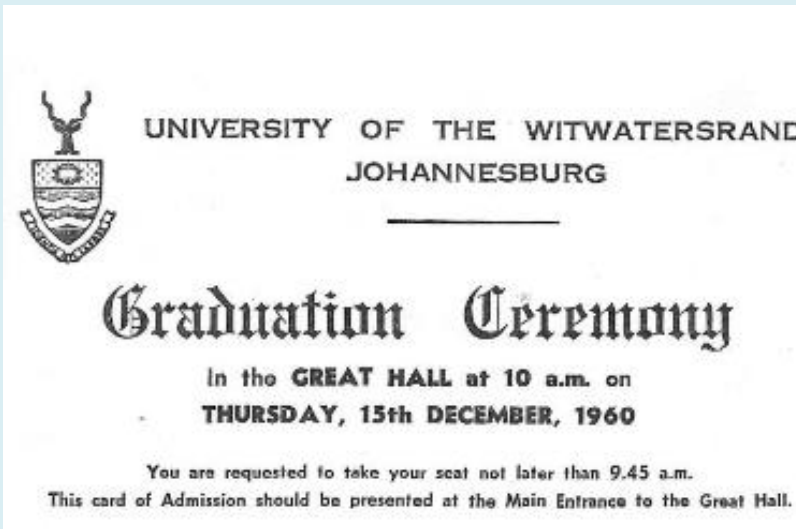 UNIVERSITY OF THE WITWATERSRAND
JOHANNESBURG
Graduation Ceremony
In the GREAT HALL at 10 a.m. on
THURSDAY, 15th DECEMBER, 1960
You are requested to take your seat not later than 9.45 a.m.
This card of Admission should be presented at the Main Entrance to the Great Hall.